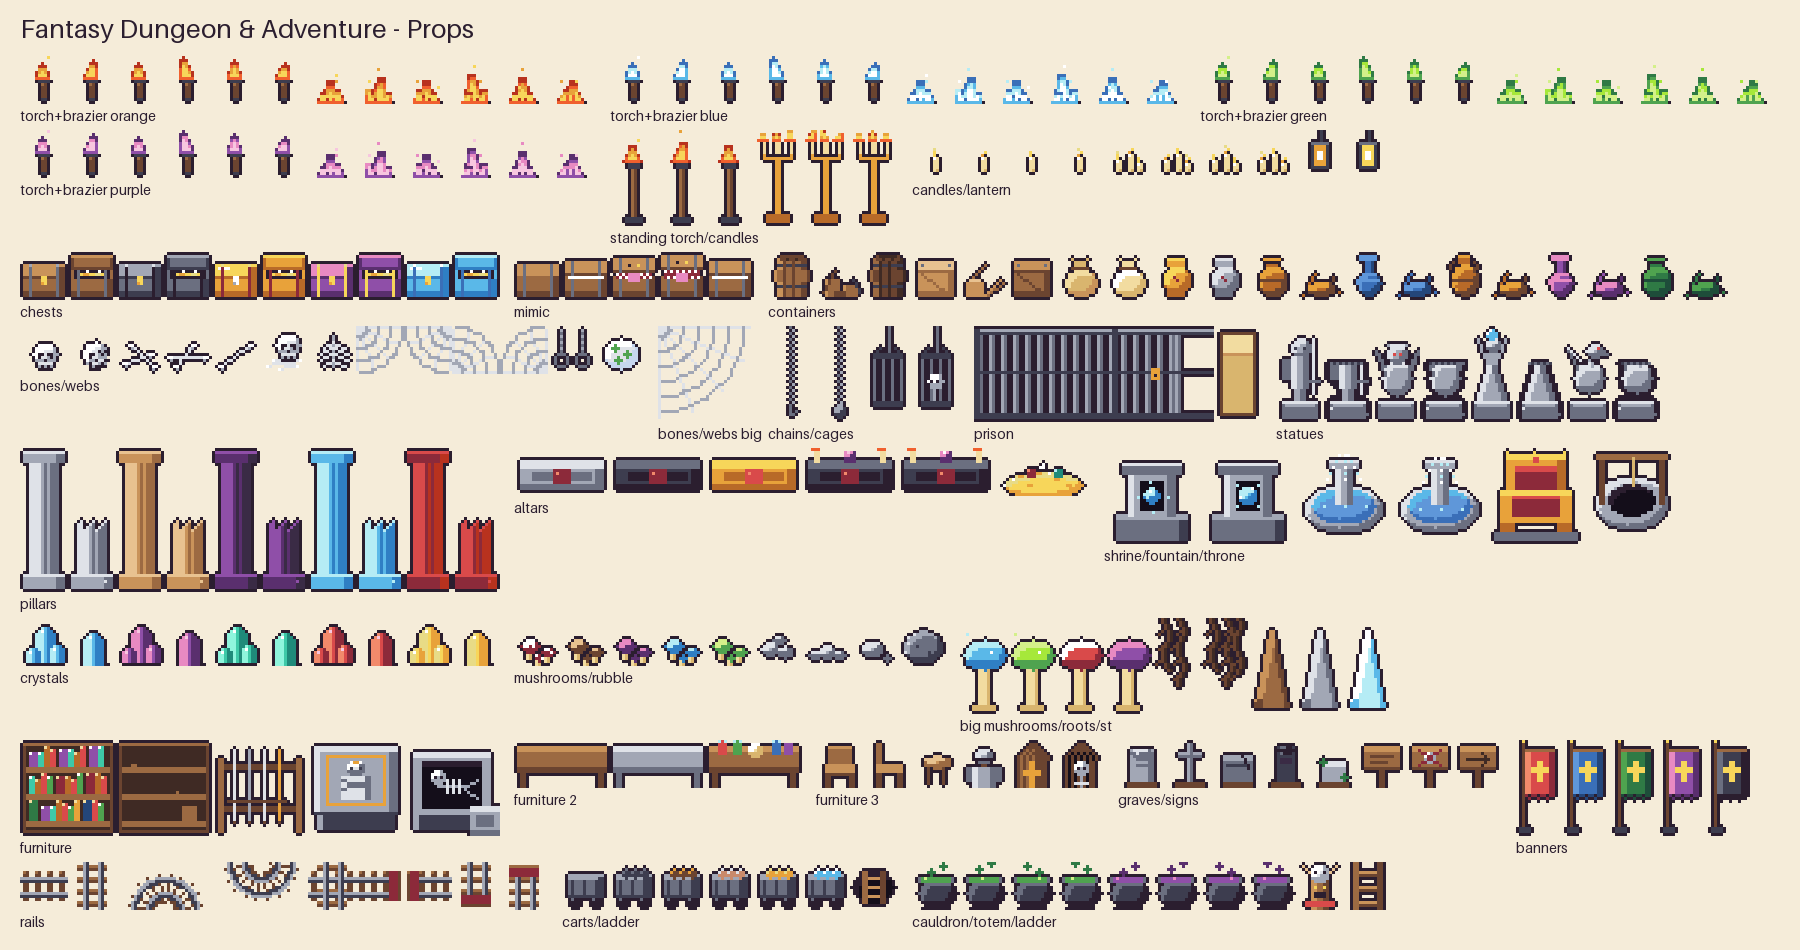 Fantasy Dungeon & Adventure - Props
torch+brazier orange
torch+brazier blue
torch+brazier green
torch+brazier purple
standing torch/candles
candles/lantern
chests
mimic
containers
bones/webs
bones/webs big
chains/cages
prison
statues
pillars
altars
shrine/fountain/throne
crystals
mushrooms/rubble
big mushrooms/roots/st
furniture
furniture 2
furniture 3
graves/signs
banners
rails
carts/ladder
cauldron/totem/ladder